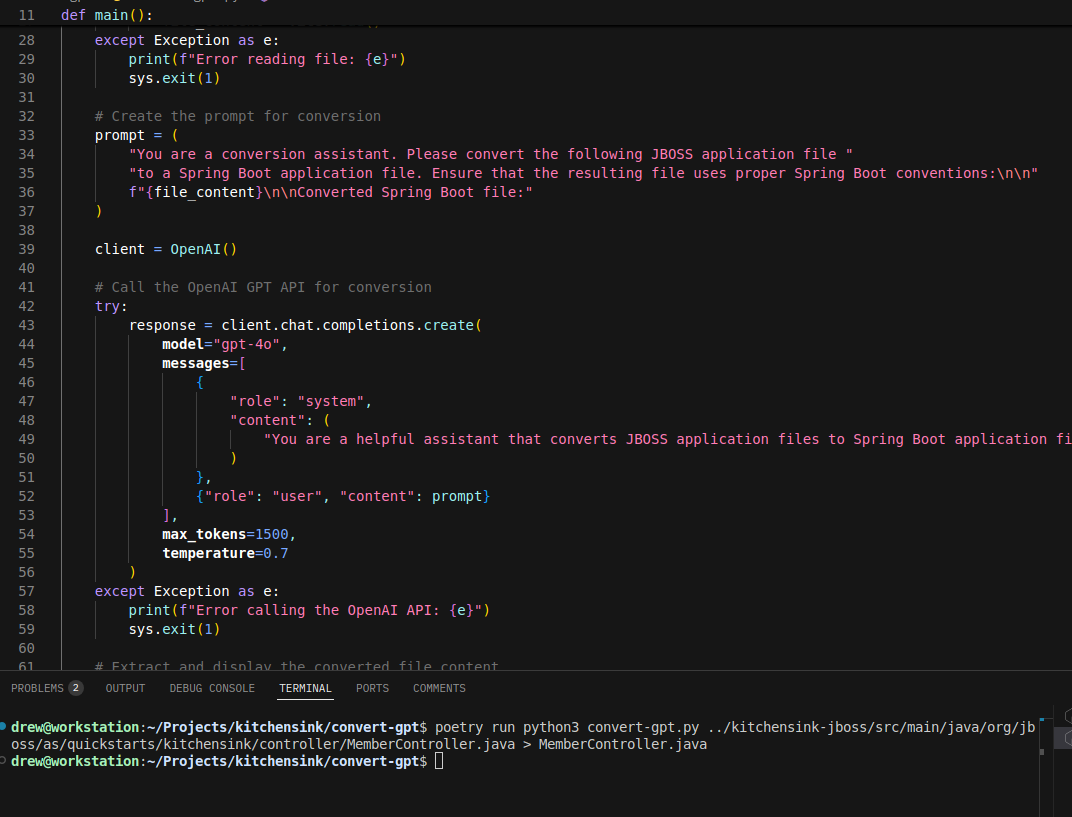 11 def main():
28 except Exception as e:
29 print(f"Error reading file: {e}")
30 sys.exit(1)
31
32 # Create the prompt for conversion
33 prompt = (
34 "You are a conversion assistant. Please convert the following JBOSS application file "
35 "to a Spring Boot application file. Ensure that the resulting file uses proper Spring Boot conventions:\n\n"
36 f"{file_content}\n\nConverted Spring Boot file:"
37 )
38
39 client = OpenAI()
40
41 # Call the OpenAI GPT API for conversion
42 try:
43 response = client.chat.completions.create(
44 model="gpt-4o",
45 messages=[
46 {
47 "role": "system",
48 "content": (
49 "You are a helpful assistant that converts JBOSS application files to Spring Boot application fi
50 )
51 },
52 {"role": "user", "content": prompt}
53 ],
54 max_tokens=1500,
55 temperature=0.7
56 )
57 except Exception as e:
58 print(f"Error calling the OpenAI API: {e}")
59 sys.exit(1)
60
61 # Extract and display the converted file content
PROBLEMS 2 OUTPUT DEBUG CONSOLE TERMINAL PORTS COMMENTS
drew@workstation:~/Projects/kitchensink/convert-gpt$ poetry run python3 convert-gpt.py ../kitchensink-jboss/src/main/java/org/jb
oss/as/quickstarts/kitchensink/controller/MemberController.java > MemberController.java
drew@workstation:~/Projects/kitchensink/convert-gpt$